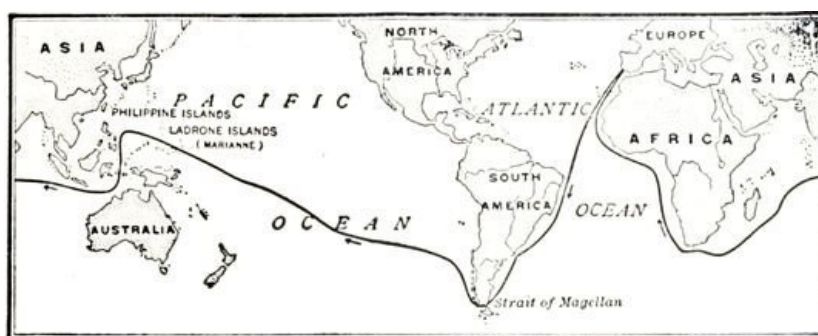 NORTH
AMERICA
EUROPE
ASIA
ASIA
PACIFIC
ATLANTIC
PHILIPPINE ISLANDS
LADRONE ISLANDS
(MARIANNE)
AFRICA
SOUTH
AMERICA
OCEAN
OCEAN
AUSTRALIA
Strait of Magellan